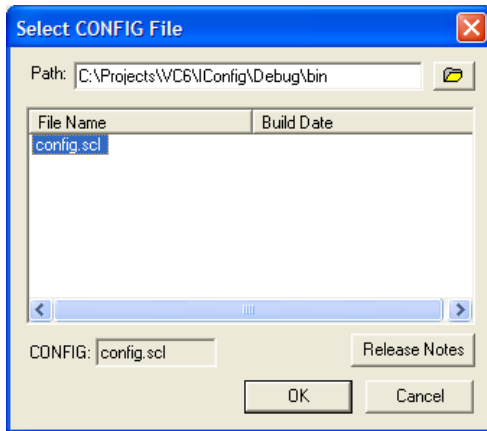 Select CONFIG File
Path: C:\Projects\VC6\IConfig\Debug\bin
File Name Build Date
config.scl
CONFIG: config.scl Release Notes
OK Cancel